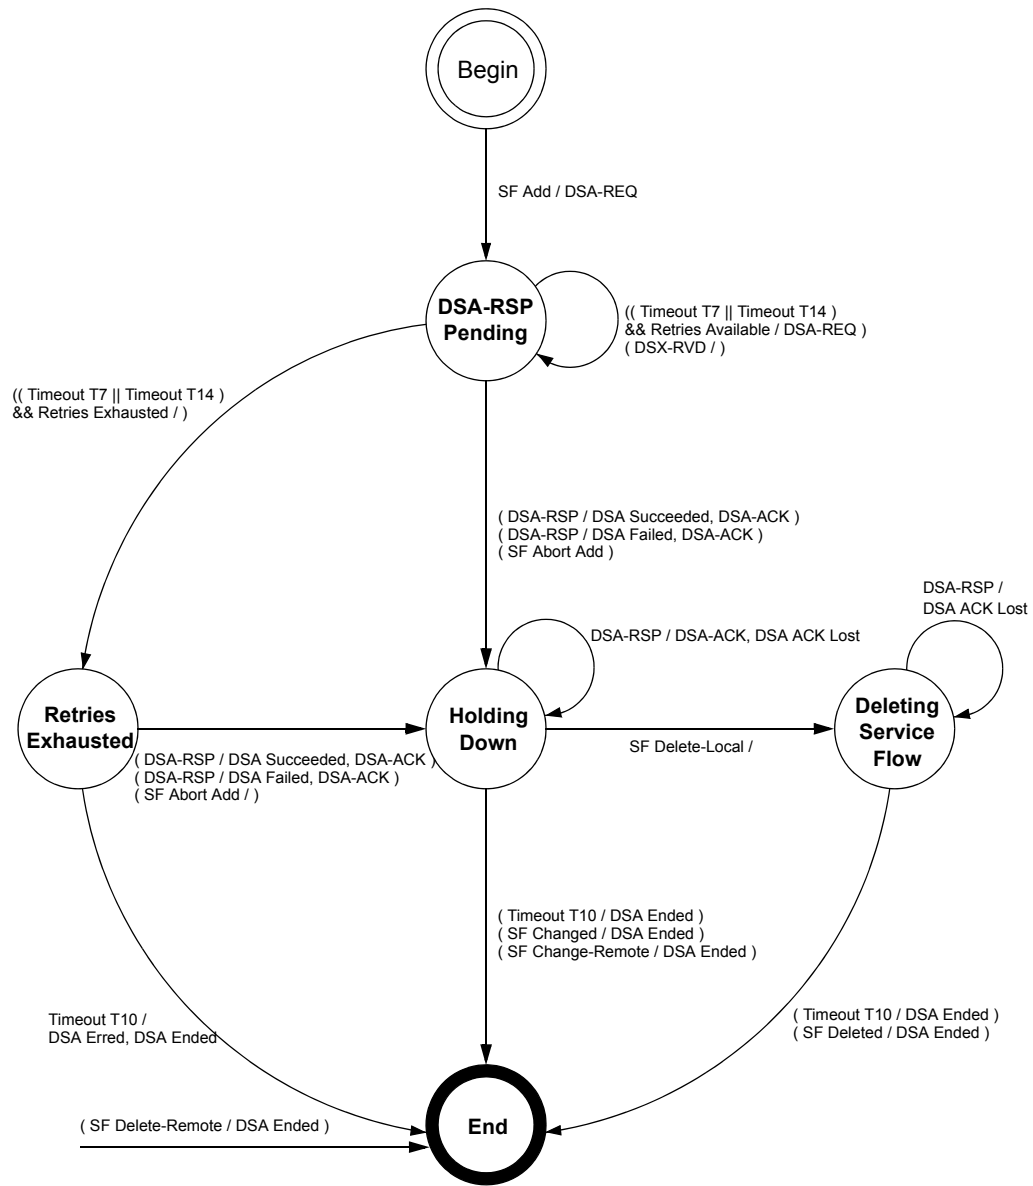 Begin
SF Add / DSA-REQ
DSA-RSP
Pending
(( Timeout T7 || Timeout T14 )
&& Retries Available / DSA-REQ )
( DSX-RVD / )
(( Timeout T7 || Timeout T14 )
&& Retries Exhausted / )
( DSA-RSP / DSA Succeeded, DSA-ACK )
( DSA-RSP / DSA Failed, DSA-ACK )
( SF Abort Add )
DSA-RSP /
DSA ACK Lost
DSA-RSP / DSA-ACK, DSA ACK Lost
Retries
Exhausted
Holding
Down
Deleting
Service
Flow
SF Delete-Local /
( DSA-RSP / DSA Succeeded, DSA-ACK )
( DSA-RSP / DSA Failed, DSA-ACK )
( SF Abort Add / )
( Timeout T10 / DSA Ended )
( SF Changed / DSA Ended )
( SF Change-Remote / DSA Ended )
Timeout T10 /
DSA Erred, DSA Ended
( Timeout T10 / DSA Ended )
( SF Deleted / DSA Ended )
( SF Delete-Remote / DSA Ended )
End